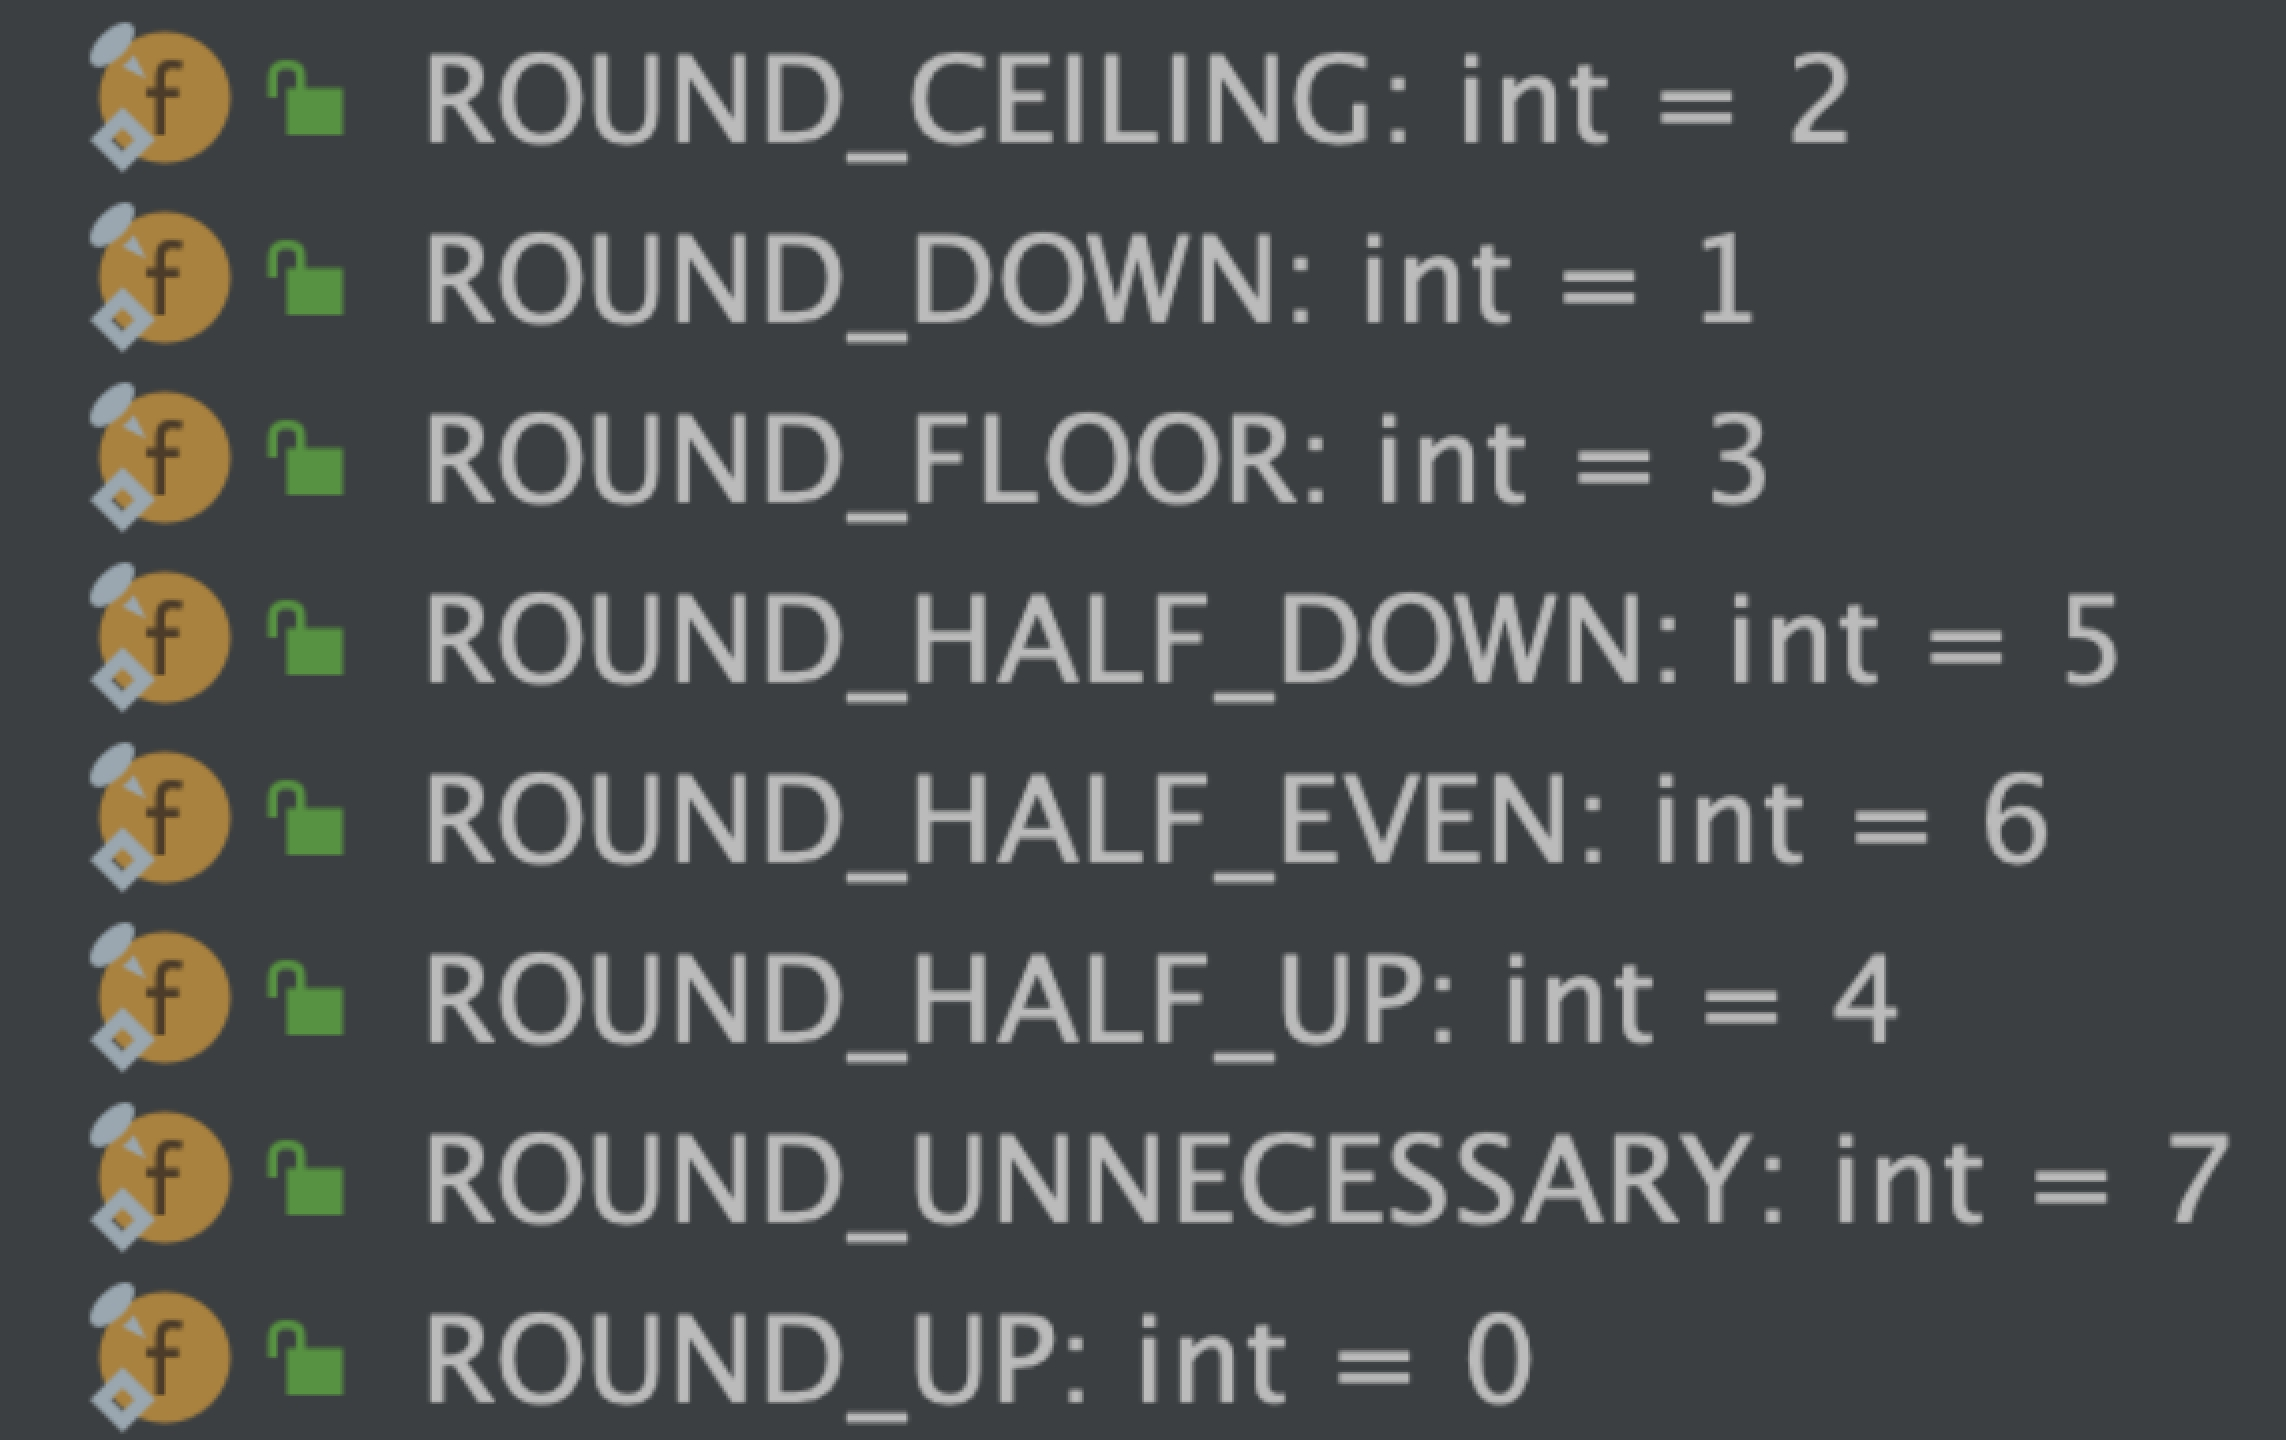 ROUND_CEILING: int = 2
ROUND_DOWN: int = 1
ROUND_FLOOR: int = 3
ROUND_HALF_DOWN: int = 5
ROUND_HALF_EVEN: int = 6
ROUND_HALF_UP: int = 4
ROUND_UNNECESSARY: int = 7
ROUND_UP: int = 0